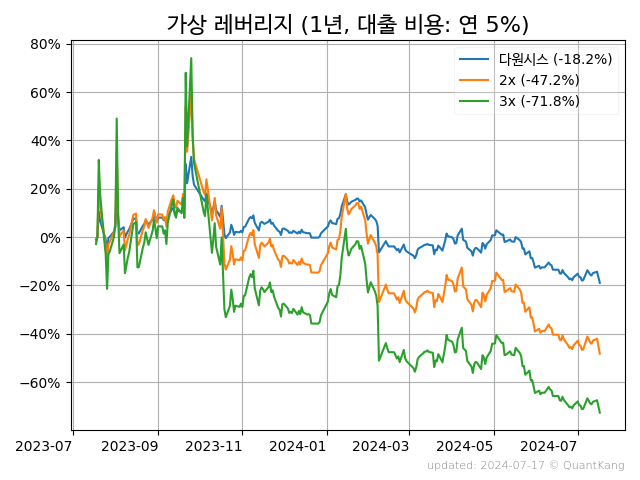 가상 레버리지 (1년, 대출 비용: 연 5%)
80%
60%
40%
20%
0%
−20%
−40%
−60%
다원시스 (-18.2%)
2x (-47.2%)
3x (-71.8%)
2023-07 2023-09 2023-11 2024-01 2024-03 2024-05 2024-07
updated: 2024-07-17 © QuantKang